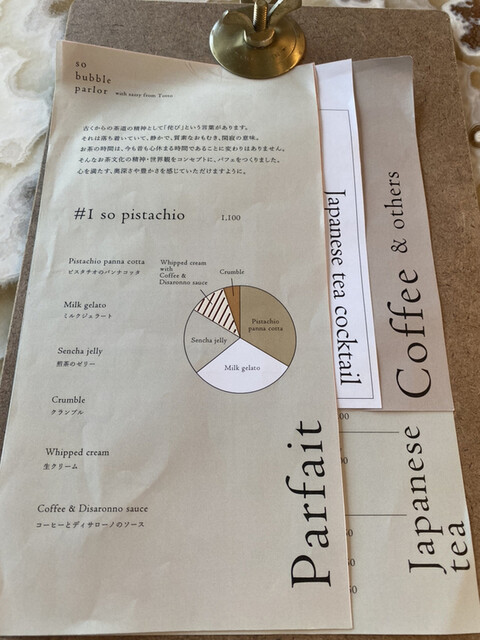 so
bubble
parlor with tassy from Tovo
古くからの茶道の精神として「侘び」という言葉があります。
それは落ち着いていて、静かで、質素なおもむき、閑寂の意味。
お茶の時間は、今も昔も心休まる時間であることに変わりはありません。
そんなお茶文化の精神・世界観をコンセプトに、パフェをつくりました。
心を満たす、奥深さや豊かさを感じていただけますように。
#1 so pistachio 1,100
Pistachio panna cotta
ピスタチオのパンナコッタ
Milk gelato
ミルクジェラート
Sencha jelly
煎茶のゼリー
Crumble
クランブル
Whipped cream
生クリーム
Coffee & Disaronno sauce
コーヒーとディサローノのソース
Whipped cream
with
Coffee &
Disaronno sauce
Crumble
Pistachio
panna cotta
Sencha jelly
Milk gelato
Parfait
Japanese tea cocktail
Coffee & others
Japanese
tea